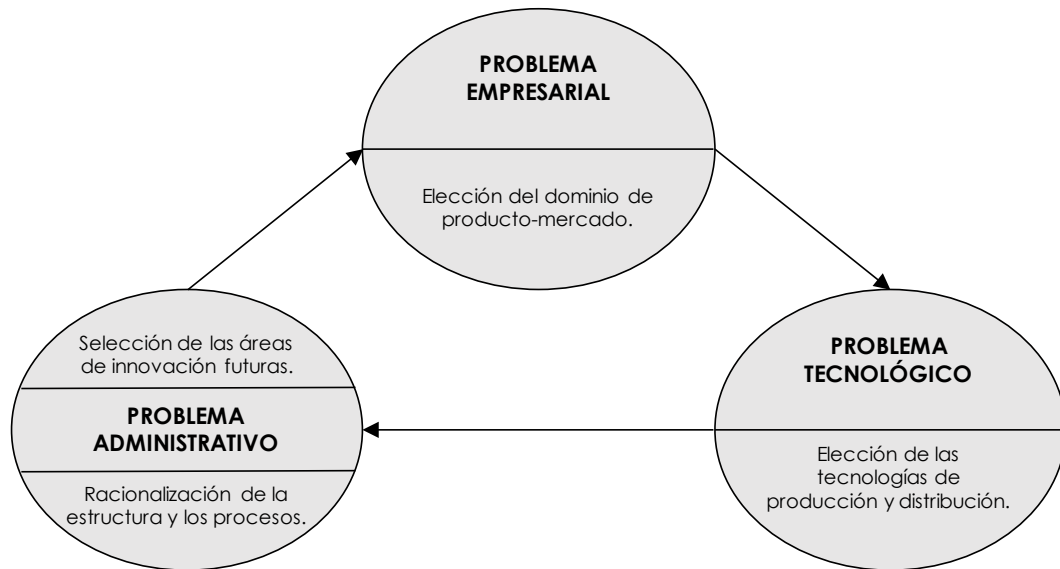 PROBLEMA
EMPRESARIAL
Elección del dominio de
producto-mercado.
Selección de las áreas
de innovación futuras.
PROBLEMA
ADMINISTRATIVO
Racionalización de la
estructura y los procesos.
PROBLEMA
TECNOLÓGICO
Elección de las
tecnologías de
producción y distribución.